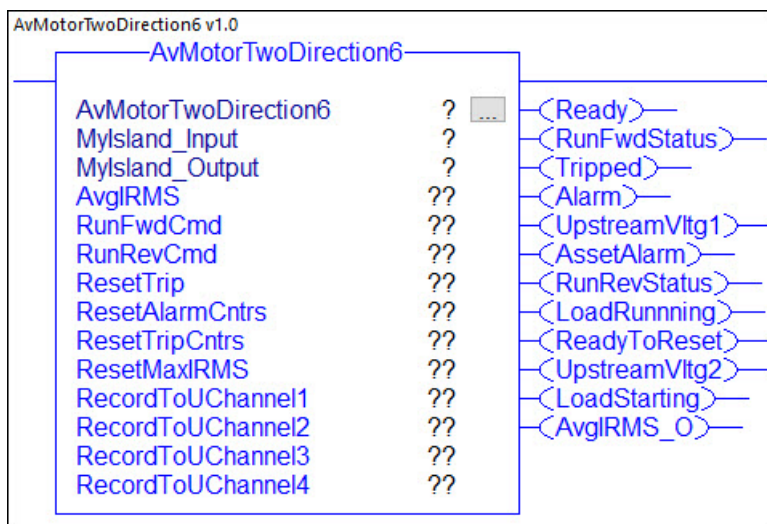 AvMotorTwoDirection6 v1.0
AvMotorTwoDirection6
AvMotorTwoDirection6 ? ... Ready
MyIsland_Input ? RunFwdStatus
MyIsland_Output ? Tripped
AvgIRMS ?? Alarm
RunFwdCmd ?? UpstreamVltg1
RunRevCmd ?? AssetAlarm
ResetTrip ?? RunRevStatus
ResetAlarmCntrs ?? LoadRunnning
ResetTripCntrs ?? ReadyToReset
ResetMaxIRMS ?? UpstreamVltg2
RecordToUChannel1 ?? LoadStarting
RecordToUChannel2 ?? AvgIRMS_O
RecordToUChannel3 ??
RecordToUChannel4 ??